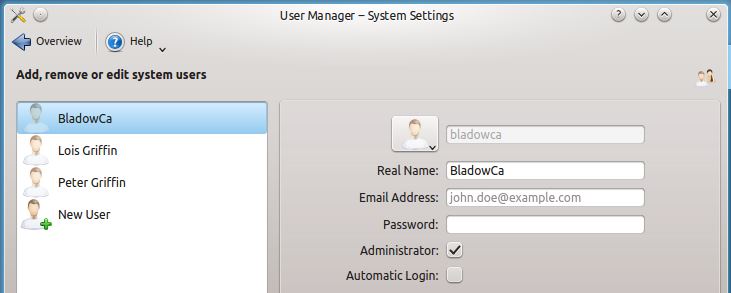 User Manager – System Settings
Overview
Help
Add, remove or edit system users
BladowCa
Lois Griffin
Peter Griffin
New User
bladowca
Real Name: BladowCa
Email Address: john.doe@example.com
Password:
Administrator:
Automatic Login: